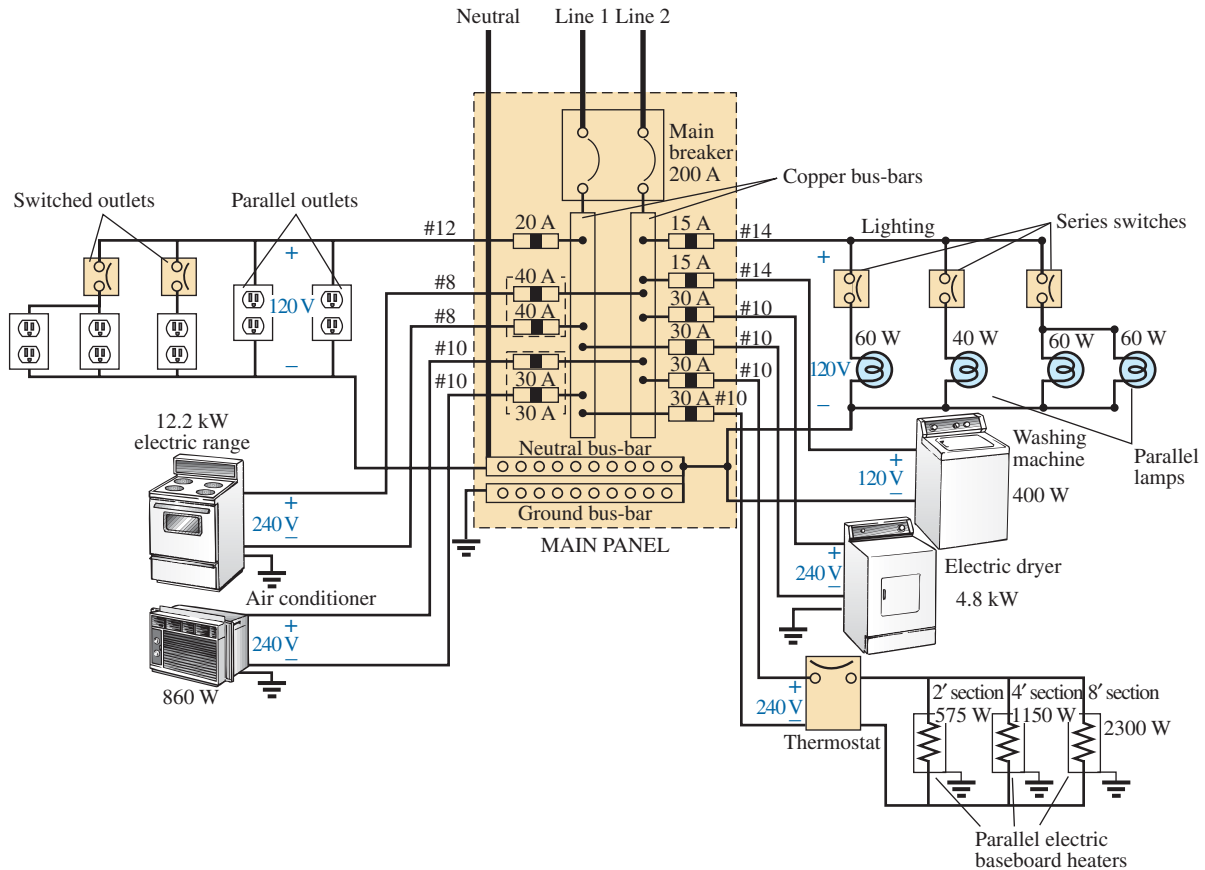 Neutral
Line 1 Line 2
Main
breaker
200 A
Copper bus-bars
Switched outlets
Parallel outlets
#12
20 A
15 A
#14
Lighting
Series switches
+
120 V
–
#8
40 A
15 A
#14
#8
40 A
30 A
#10
#10
30 A
#10
#10
30 A
30 A
#10
30 A
30 A
#10
+
120 V
–
60 W
40 W
60 W
60 W
12.2 kW
electric range
Neutral bus-bar
Ground bus-bar
MAIN PANEL
+
240 V
–
Washing
machine
400 W
Parallel
lamps
+
120 V
–
Air conditioner
+
240 V
–
860 W
+
240 V
–
Electric dryer
4.8 kW
+
240 V
–
Thermostat
2′ section
575 W
4′ section
1150 W
8′ section
2300 W
Parallel electric
baseboard heaters